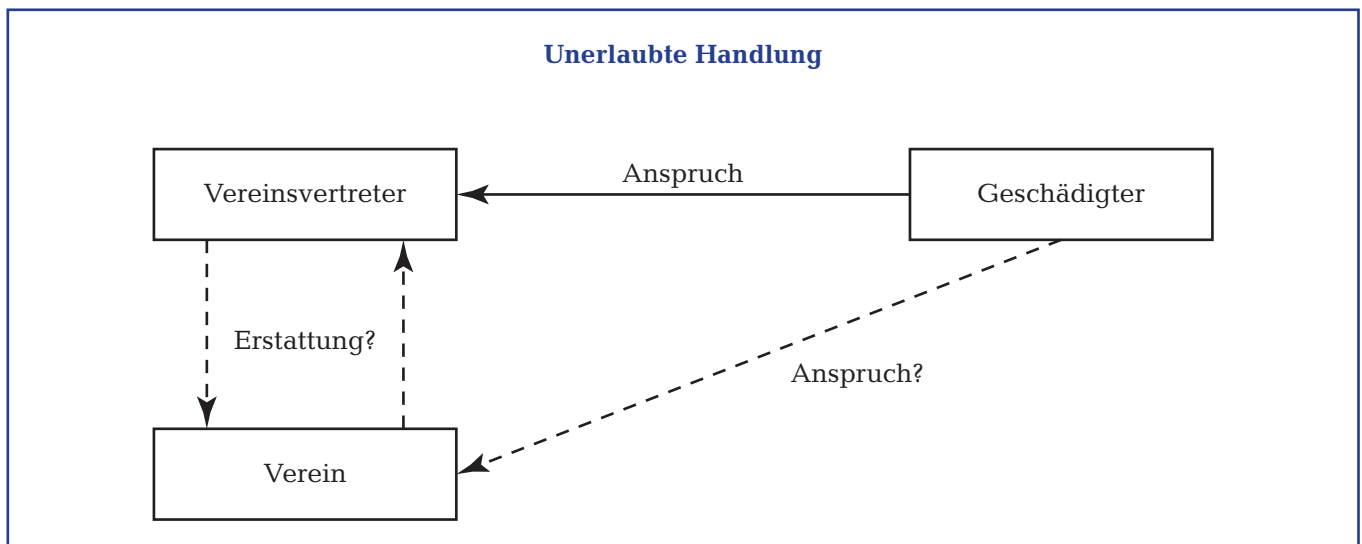 Unerlaubte Handlung
Vereinsvertreter
Anspruch
Geschädigter
Erstattung?
Anspruch?
Verein